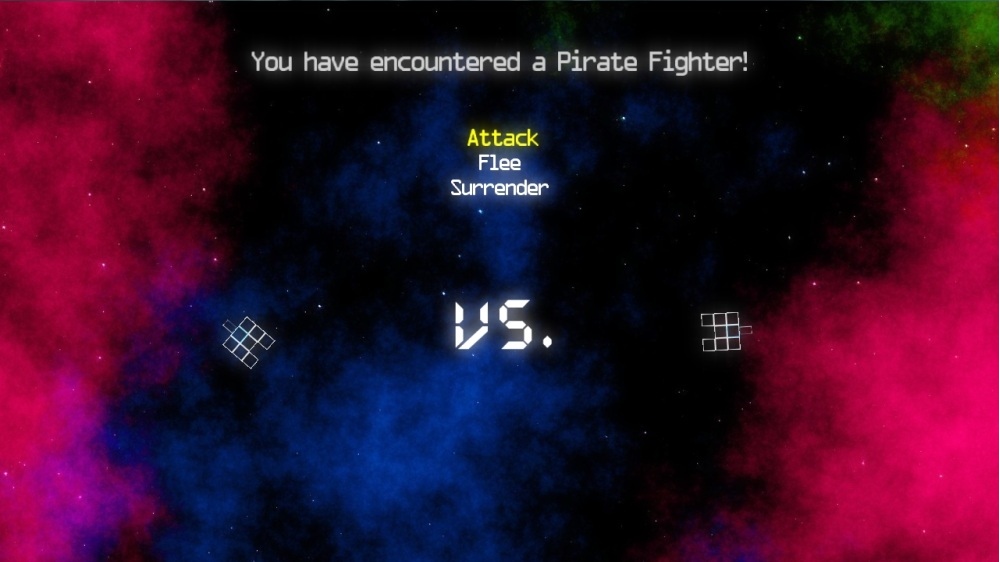 You have encountered a Pirate Fighter!
Attack
Flee
Surrender
VS.